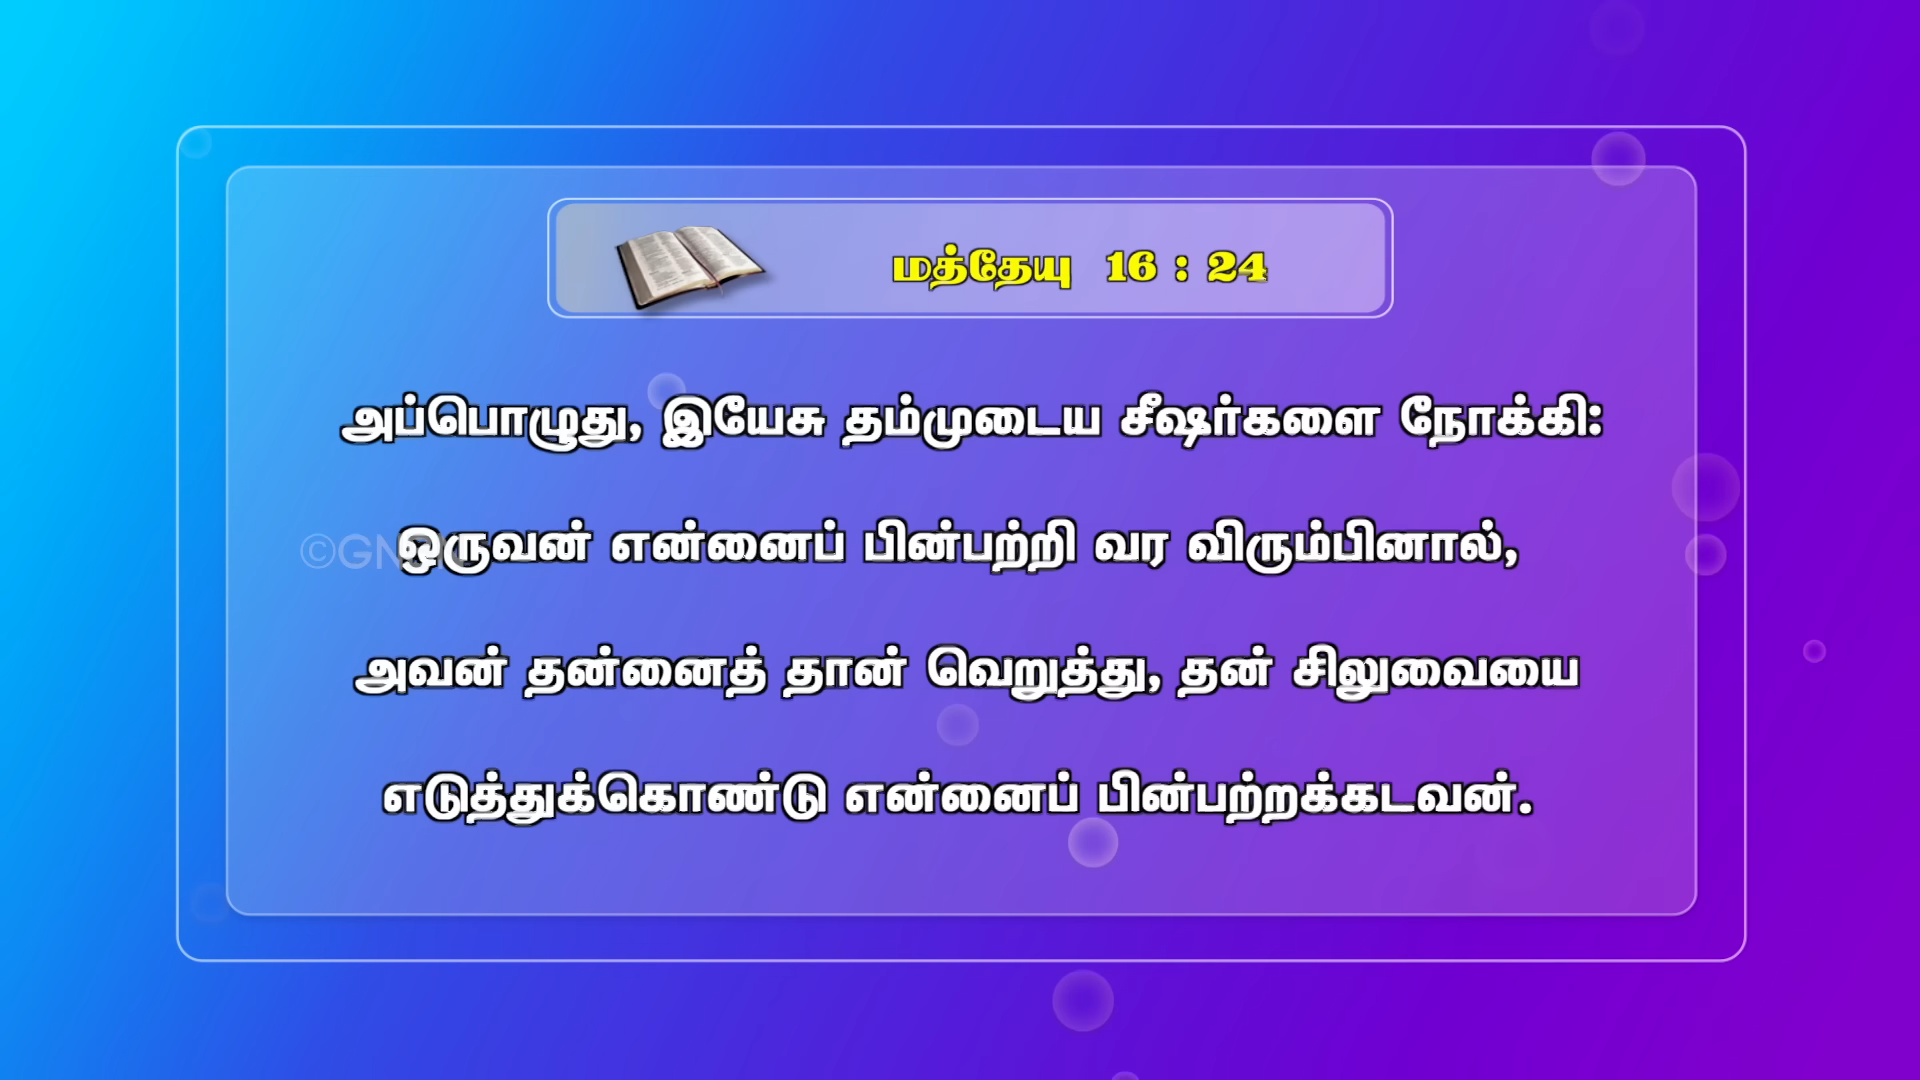 மத்தேயு 16 : 24
அப்பொழுது, இயேசு தம்முடைய சீஷர்களை நோக்கி:
ஒருவன் என்னைப் பின்பற்றி வர விரும்பினால்,
அவன் தன்னைத் தான் வெறுத்து, தன் சிலுவையை
எடுத்துக்கொண்டு என்னைப் பின்பற்றக்கடவன்.